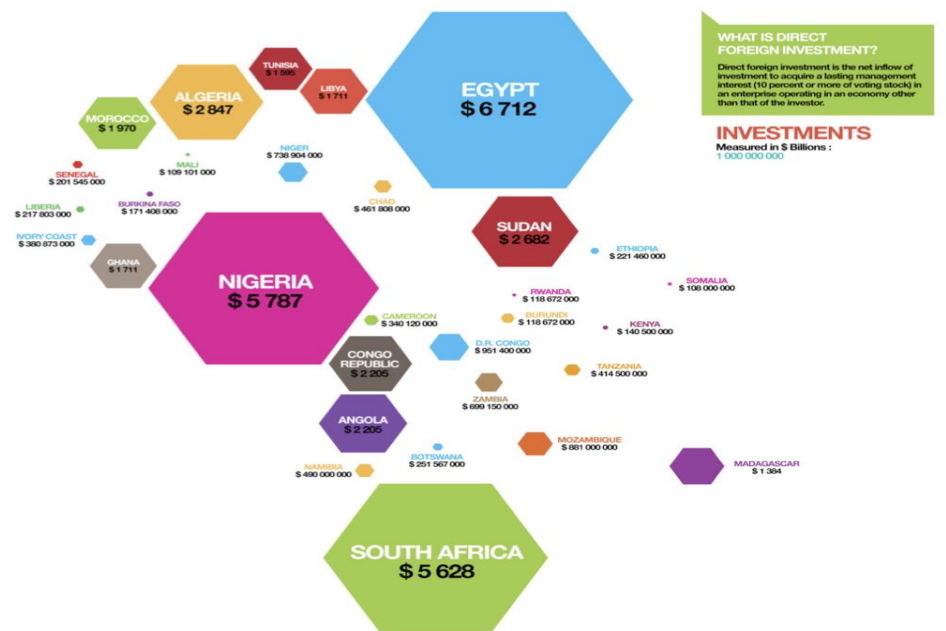 WHAT IS DIRECT
FOREIGN INVESTMENT?
Direct foreign investment is the net inflow of
investment to acquire a lasting management
interest (10 percent or more of voting stock) in
an enterprise operating in an economy other
than that of the investor.
INVESTMENTS
Measured in $ Billions :
1 000 000 000
TUNISIA
$ 1 595
LIBYA
$ 1 711
EGYPT
$ 6 712
ALGERIA
$ 2 847
MOROCCO
$ 1 970
NIGER
$ 738 904 000
MALI
$ 109 101 000
SENEGAL
$ 201 545 000
CHAD
$ 461 808 000
BURKINA FASO
$ 171 408 000
LIBERIA
$ 217 803 000
SUDAN
$ 2 682
IVORY COAST
$ 380 873 000
ETHIOPIA
$ 221 460 000
GHANA
$ 1 711
NIGERIA
$ 5 787
SOMALIA
$ 108 000 000
RWANDA
$ 118 672 000
CAMEROON
$ 340 120 000
BURUNDI
$ 118 672 000
KENYA
$ 140 500 000
D.R. CONGO
$ 951 400 000
CONGO
REPUBLIC
$ 2 205
TANZANIA
$ 414 500 000
ZAMBIA
$ 699 150 000
ANGOLA
$ 2 205
MOZAMBIQUE
$ 881 000 000
BOTSWANA
$ 251 567 000
MADAGASCAR
$ 1 384
NAMIBIA
$ 490 000 000
SOUTH AFRICA
$ 5 628